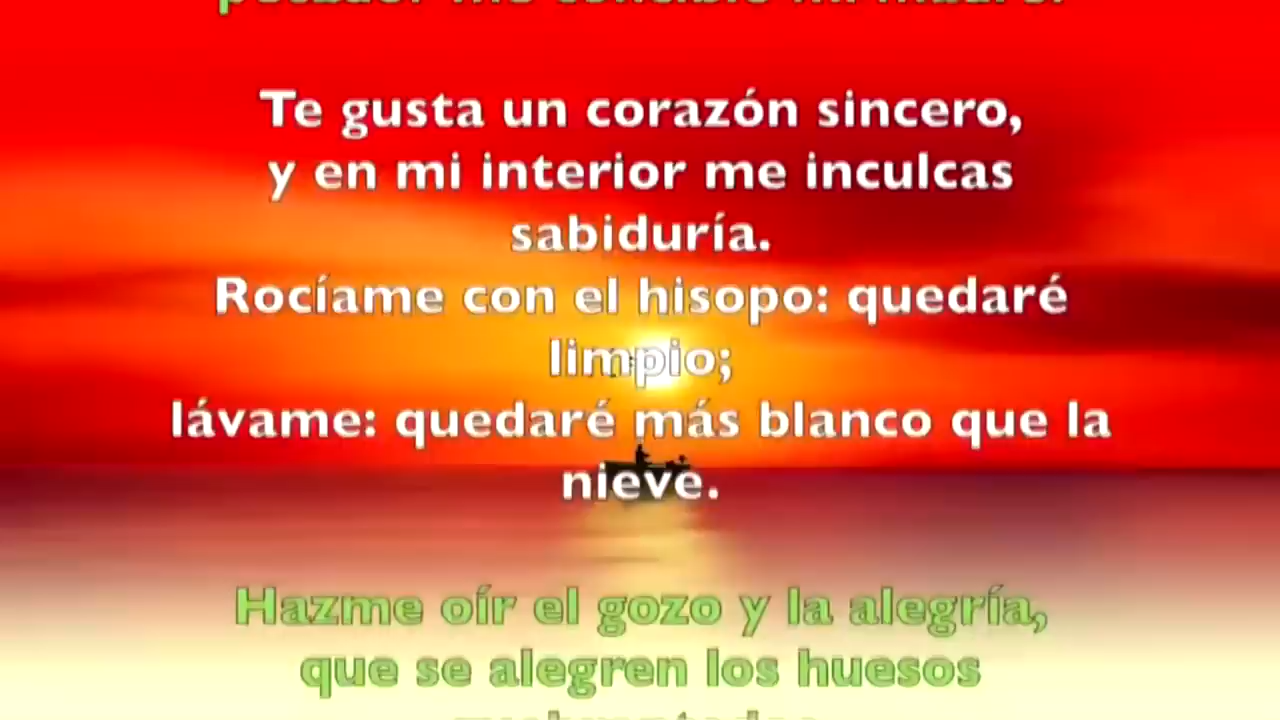 Te gusta un corazón sincero,
y en mi interior me inculcas
sabiduría.
Rocíame con el hisopo: quedaré
limpio;
lávame: quedaré más blanco que la
nieve.
Hazme oír el gozo y la alegría,
que se alegren los huesos